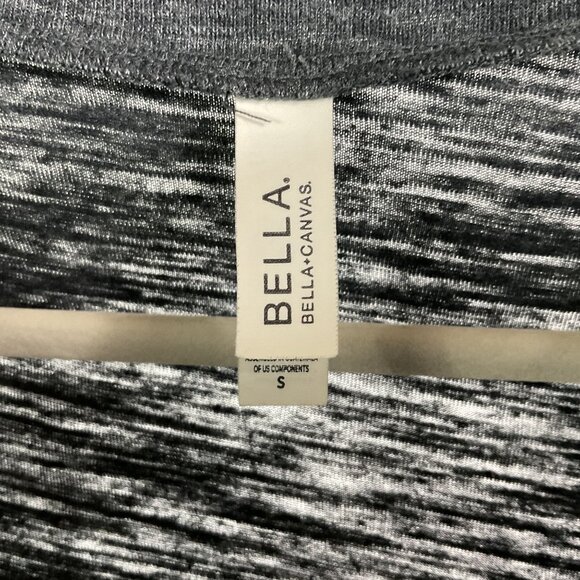 BELLA.
BELLA+CANVAS.
OF US COMPONENTS
S